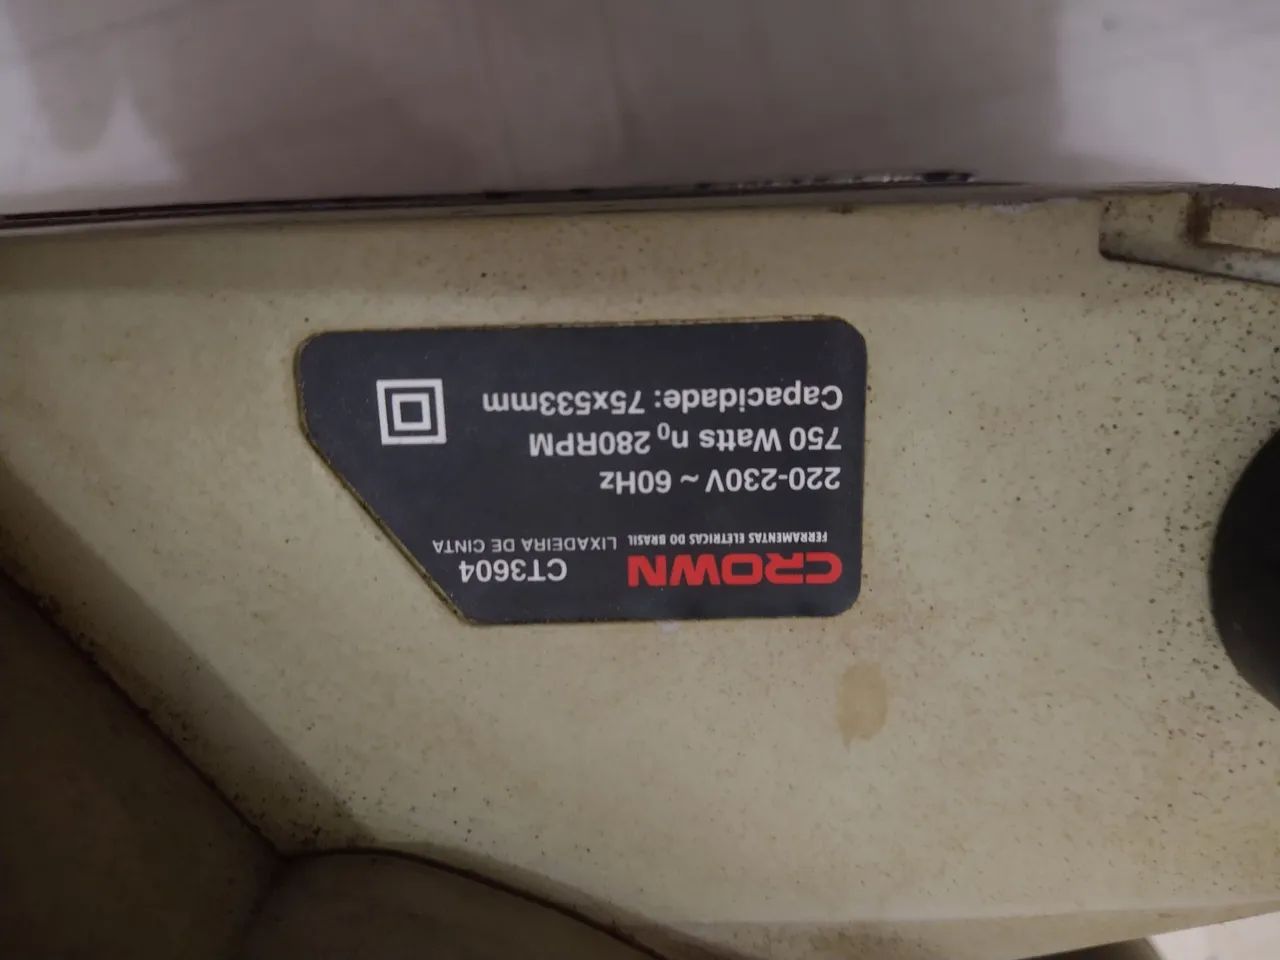 CROWN CT3604
FERRAMENTAS ELETRICAS DO BRASIL LIXADEIRA DE CINTA
220-230V ~ 60Hz
750 Watts n₀ 280RPM
Capacidade: 75x533mm